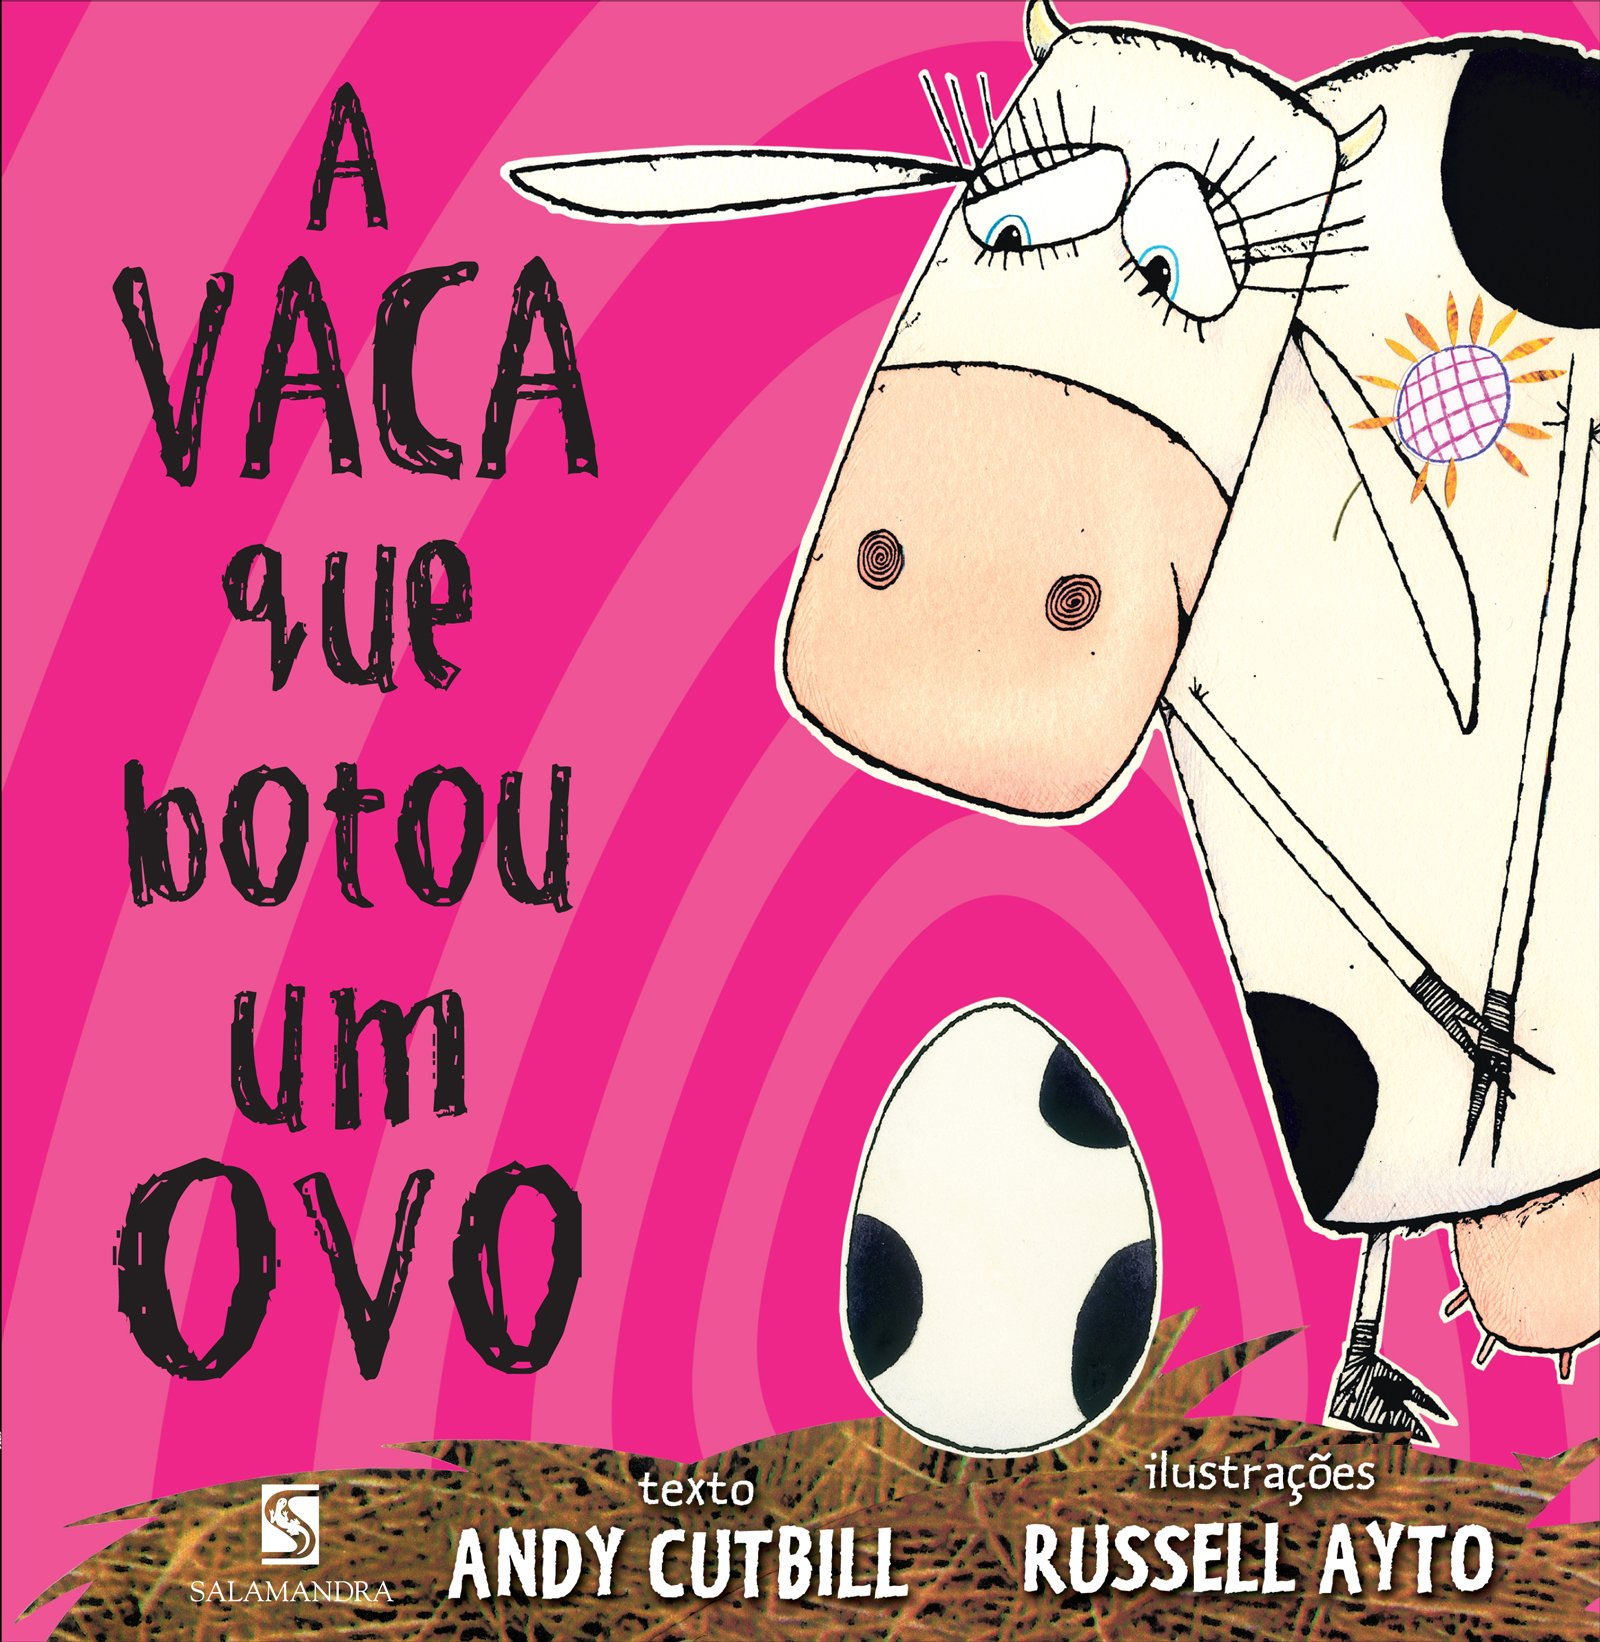 A
VACA
que
botou
um
OVO
texto
ANDY CUTBILL
ilustrações
RUSSELL AYTO
SALAMANDRA